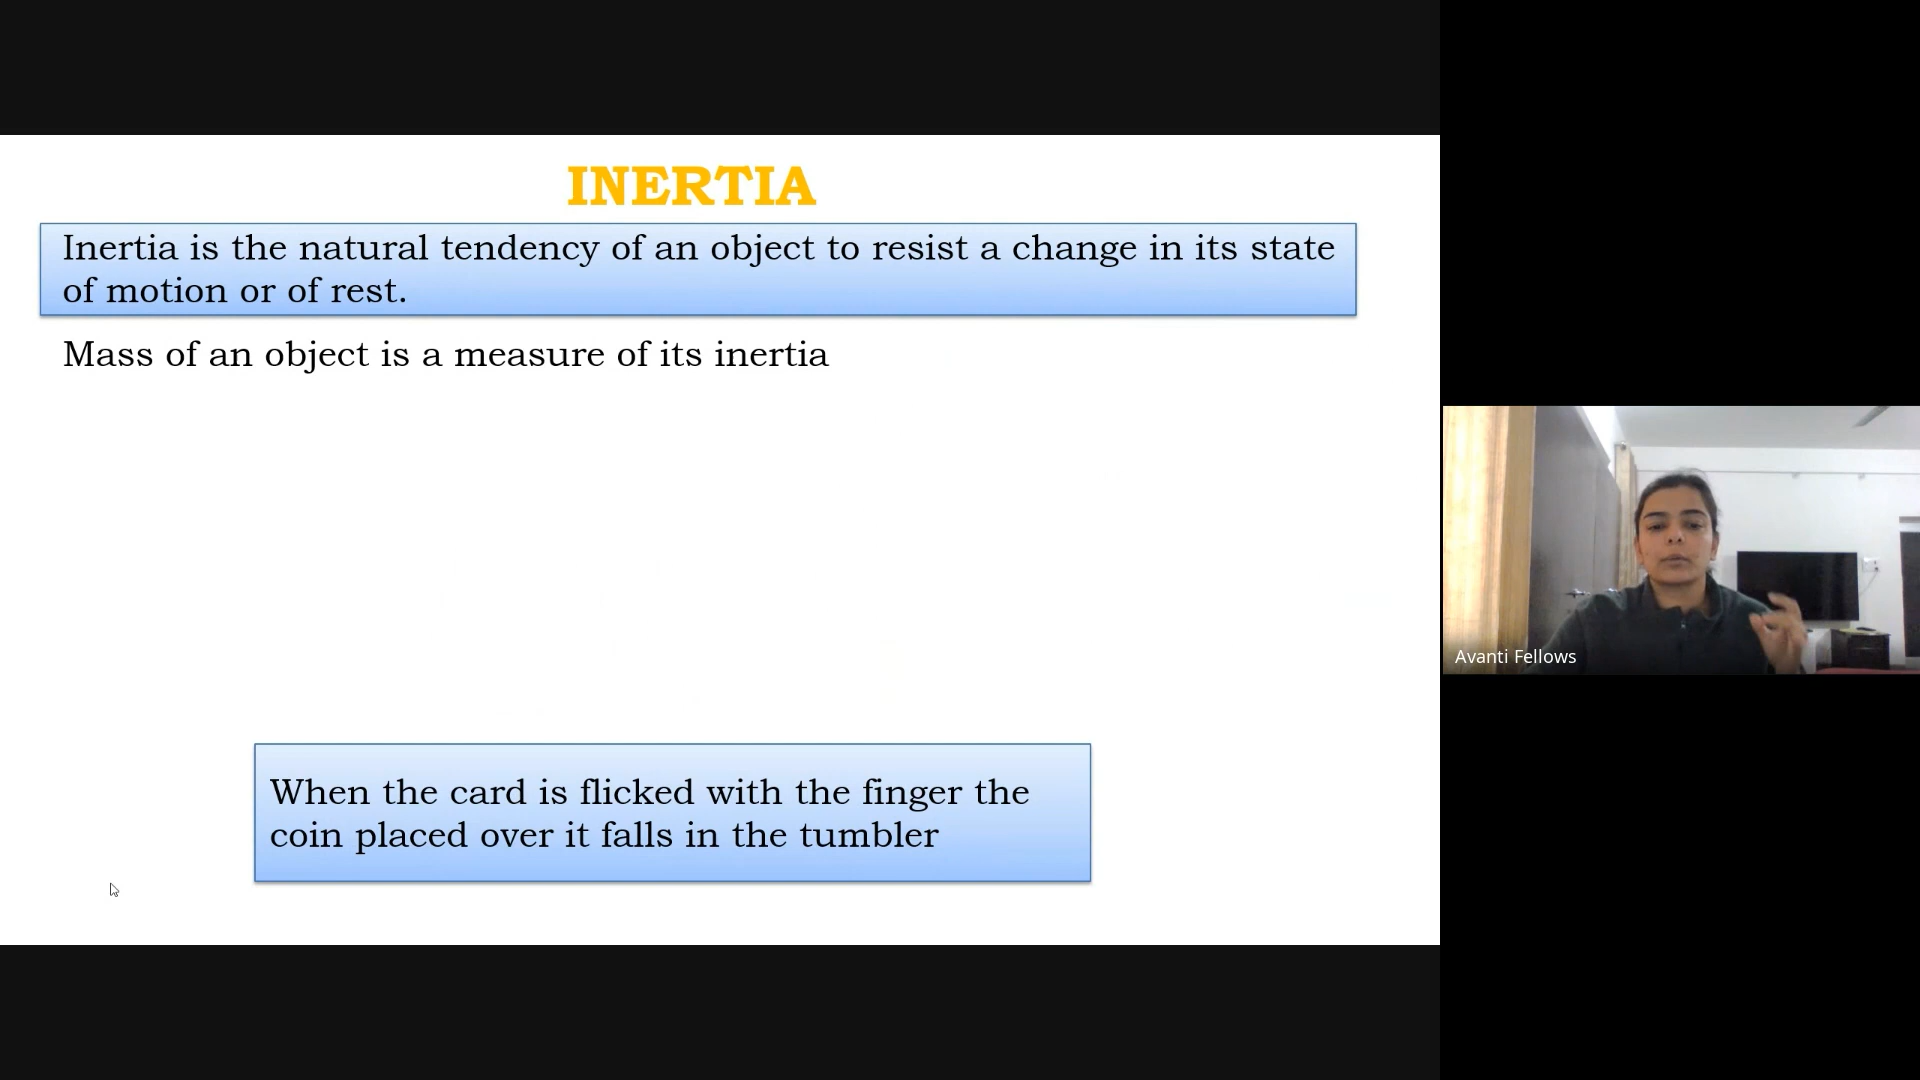 INERTIA
Inertia is the natural tendency of an object to resist a change in its state
of motion or of rest.
Mass of an object is a measure of its inertia
When the card is flicked with the finger the
coin placed over it falls in the tumbler
Avanti Fellows